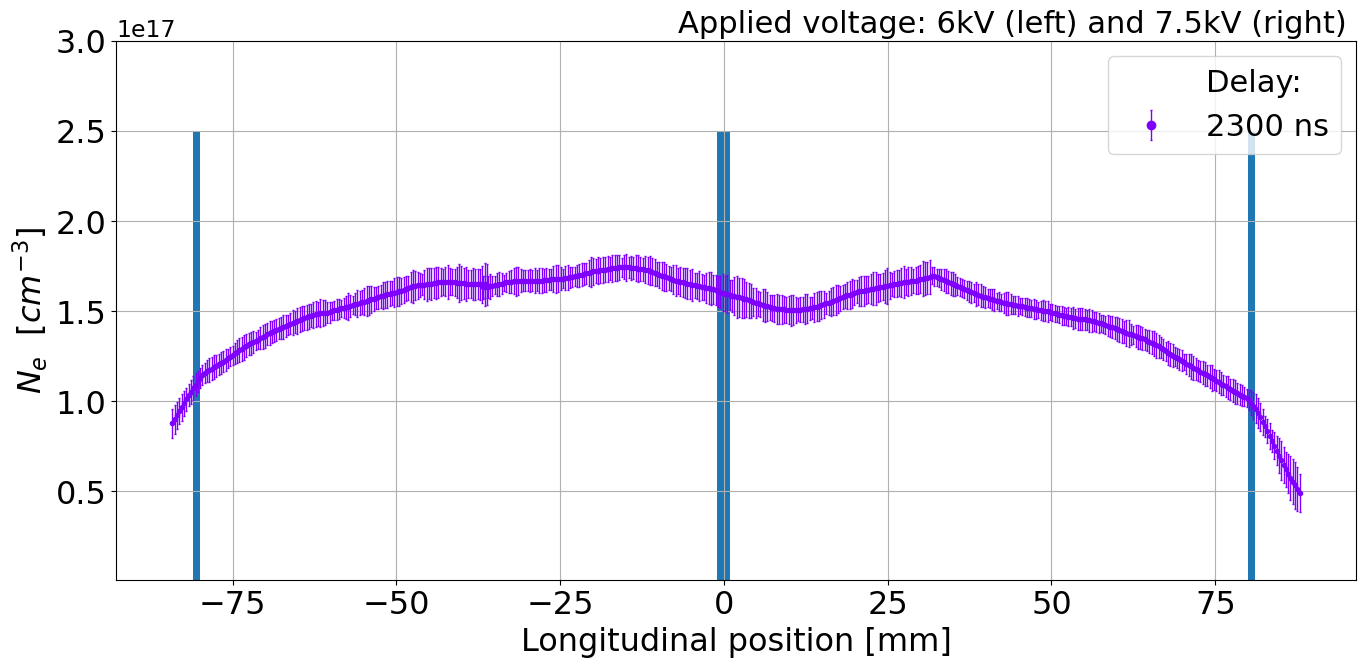 Applied voltage: 6kV (left) and 7.5kV (right)
1e17
3.0
2.5
2.0
1.5
1.0
0.5
N_e [cm^{-3}]
Delay:
2300 ns
−75 −50 −25 0 25 50 75
Longitudinal position [mm]